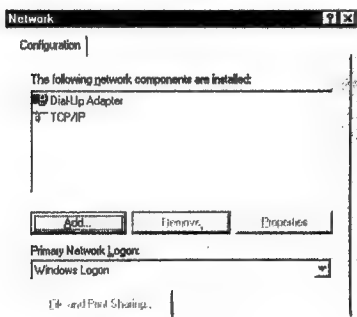 Network
Configuration
The following network components are installed:
Dial-Up Adapter
TCP/IP
Add... Remove Properties
Primary Network Logon:
Windows Logon
File and Print Sharing...